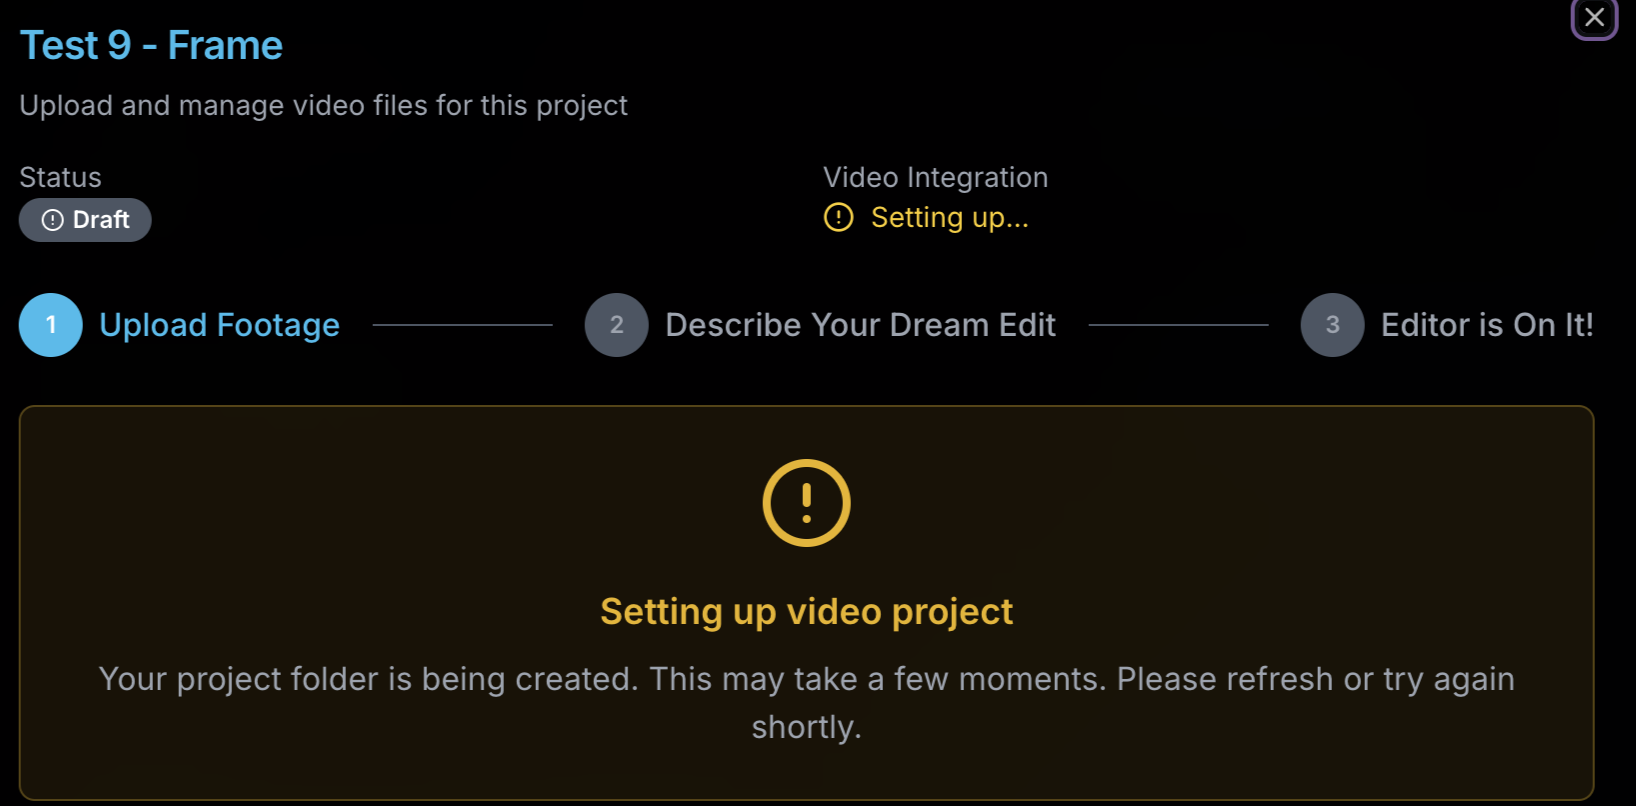 Test 9 - Frame
Upload and manage video files for this project
Status
Video Integration
Draft
Setting up...
1 Upload Footage
2 Describe Your Dream Edit
3 Editor is On It!
Setting up video project
Your project folder is being created. This may take a few moments. Please refresh or try again
shortly.